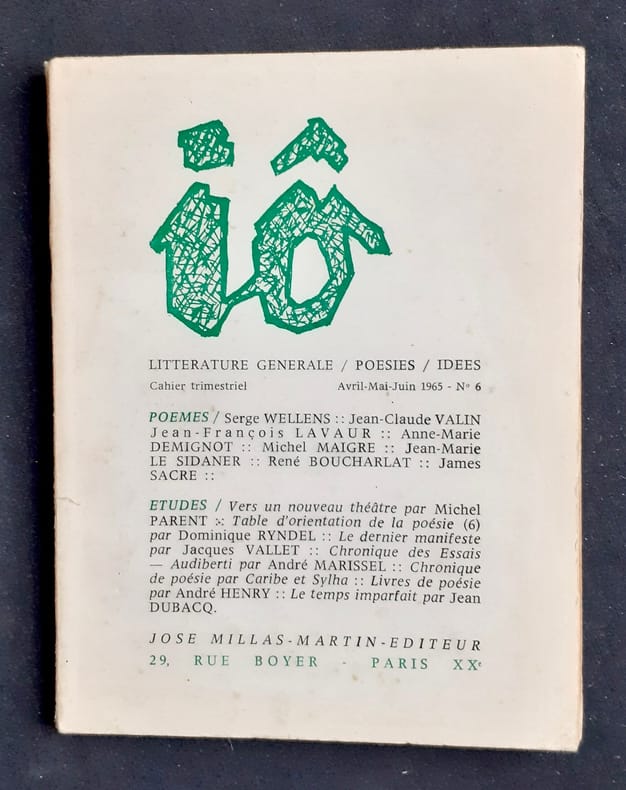 iô
LITTERATURE GENERALE / POESIES / IDEES
Cahier trimestriel Avril-Mai-Juin 1965 - Nº 6
POEMES / Serge WELLENS :: Jean-Claude VALIN
Jean-François LAVAUR :: Anne-Marie
DEMIGNOT :: Michel MAIGRE :: Jean-Marie
LE SIDANER :: René BOUCHARLAT :: James
SACRE ::
ETUDES / Vers un nouveau théâtre par Michel
PARENT :: Table d'orientation de la poésie (6)
par Dominique RYNDEL :: Le dernier manifeste
par Jacques VALLET :: Chronique des Essais
— Audiberti par André MARISSEL :: Chronique
de poésie par Caribe et Sylha :: Livres de poésie
par André HENRY :: Le temps imparfait par Jean
DUBACQ.
JOSE MILLAS-MARTIN-EDITEUR
29, RUE BOYER - PARIS XXe